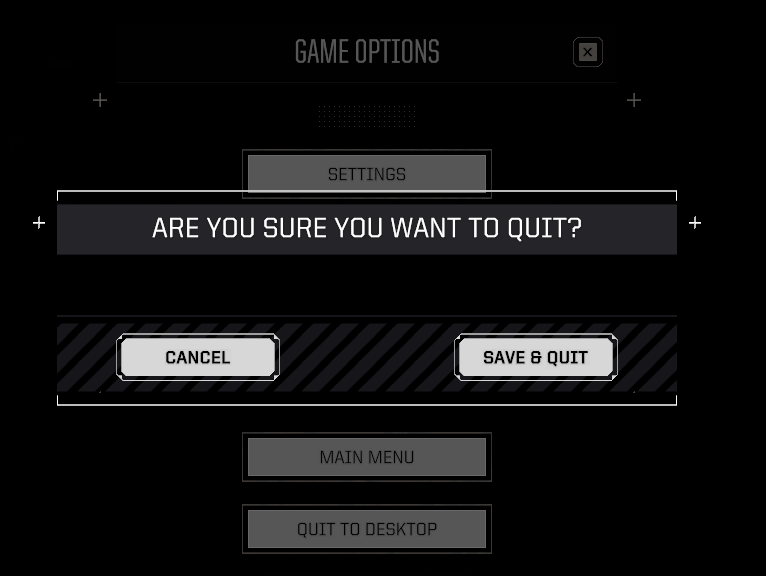 GAME OPTIONS
SETTINGS
ARE YOU SURE YOU WANT TO QUIT?
CANCEL
SAVE & QUIT
MAIN MENU
QUIT TO DESKTOP